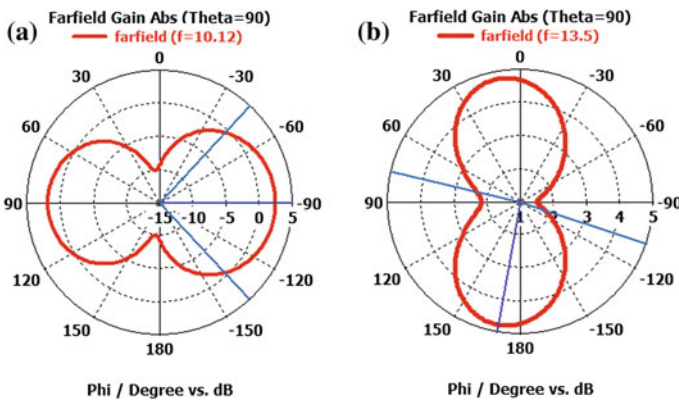 (a)
Farfield Gain Abs (Theta=90)
farfield (f=10.12)
0
30
-30
60
-60
90
-90
-15 -10 -5 0 5
120
-120
150
-150
180
Phi / Degree vs. dB
(b)
Farfield Gain Abs (Theta=90)
farfield (f=13.5)
0
30
-30
60
-60
90
-90
1 2 3 4 5
120
-120
150
-150
180
Phi / Degree vs. dB